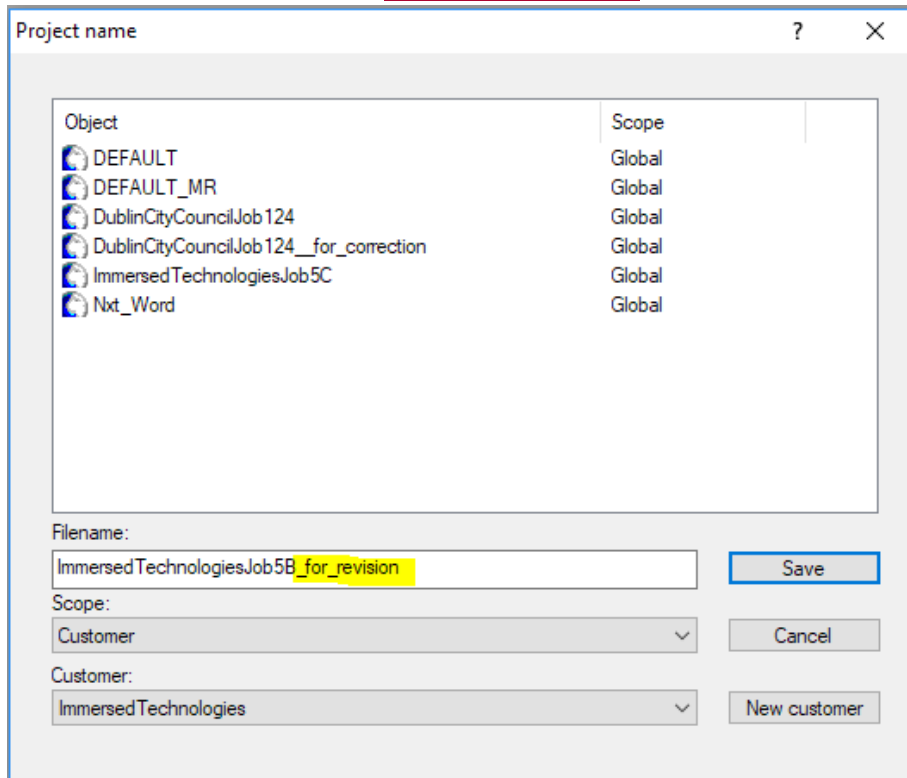 Project name ? X
Object Scope
DEFAULT Global
DEFAULT_MR Global
DublinCityCouncilJob124 Global
DublinCityCouncilJob124__for_correction Global
ImmersedTechnologiesJob5C Global
Nxt_Word Global
Filename:
ImmersedTechnologiesJob5B_for_revision Save
Scope:
Customer Cancel
Customer:
ImmersedTechnologies New customer